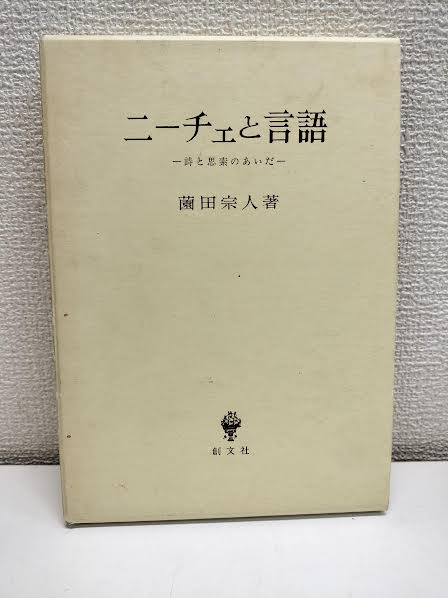 ニーチェと言語
―詩と思索のあいだ―
薗田宗人著
創文社